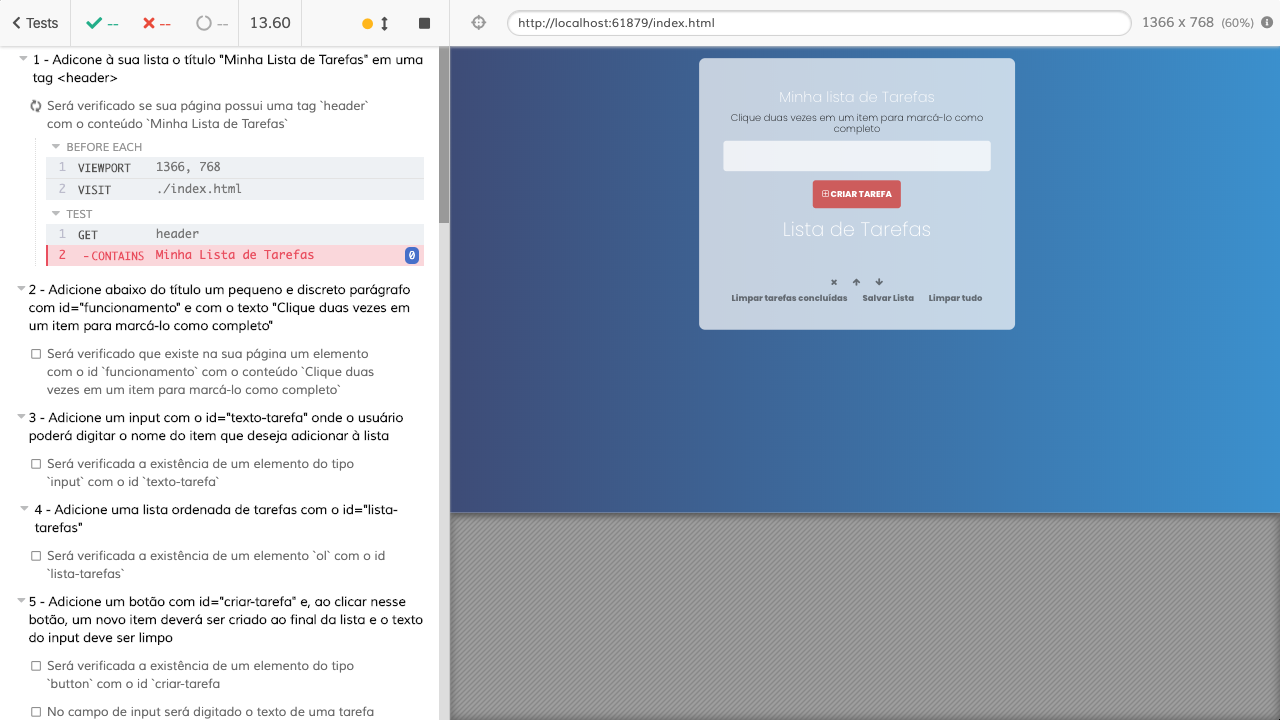 Tests
--
--
--
13.60
http://localhost:61879/index.html
1366 x 768 (60%)
1 - Adicione à sua lista o título "Minha Lista de Tarefas" em uma
tag <header>
Será verificado se sua página possui uma tag `header`
com o conteúdo `Minha Lista de Tarefas`
BEFORE EACH
1 VIEWPORT 1366, 768
2 VISIT ./index.html
TEST
1 GET header
2 -CONTAINS Minha Lista de Tarefas 0
2 - Adicione abaixo do título um pequeno e discreto parágrafo
com id="funcionamento" e com o texto "Clique duas vezes em
um item para marcá-lo como completo"
Será verificado que existe na sua página um elemento
com o id `funcionamento` com o conteúdo `Clique duas
vezes em um item para marcá-lo como completo`
3 - Adicione um input com o id="texto-tarefa" onde o usuário
poderá digitar o nome do item que deseja adicionar à lista
Será verificada a existência de um elemento do tipo
`input` com o id `texto-tarefa`
4 - Adicione uma lista ordenada de tarefas com o id="lista-
tarefas"
Será verificada a existência de um elemento `ol` com o id
`lista-tarefas`
5 - Adicione um botão com id="criar-tarefa" e, ao clicar nesse
botão, um novo item deverá ser criado ao final da lista e o texto
do input deve ser limpo
Será verificada a existência de um elemento do tipo
`button` com o id `criar-tarefa
No campo de input será digitado o texto de uma tarefa
Minha lista de Tarefas
Clique duas vezes em um item para marcá-lo como
completo
CRIAR TAREFA
Lista de Tarefas
Limpar tarefas concluídas Salvar Lista Limpar tudo